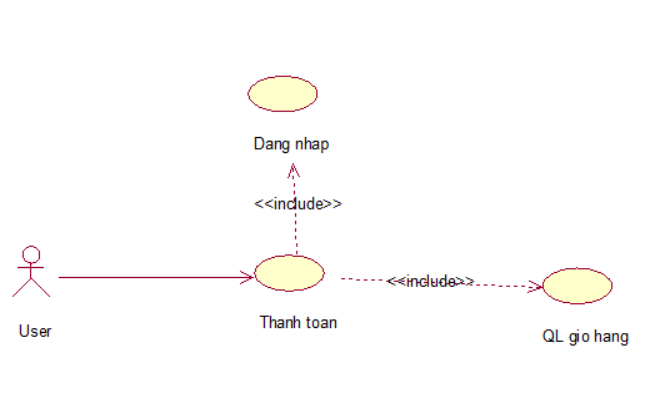 Dang nhap
<<include>>
<<include>>
User
Thanh toan
QL gio hang